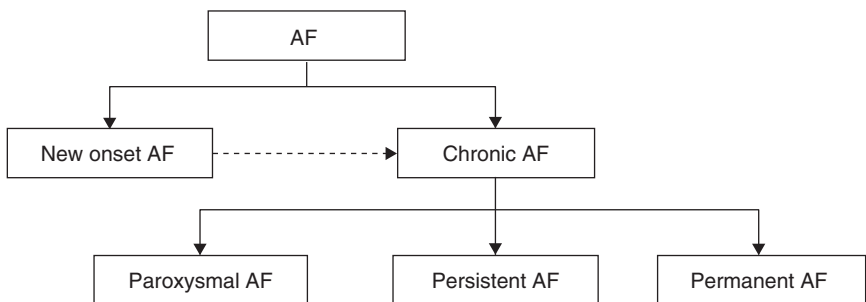 AF
New onset AF
Chronic AF
Paroxysmal AF
Persistent AF
Permanent AF